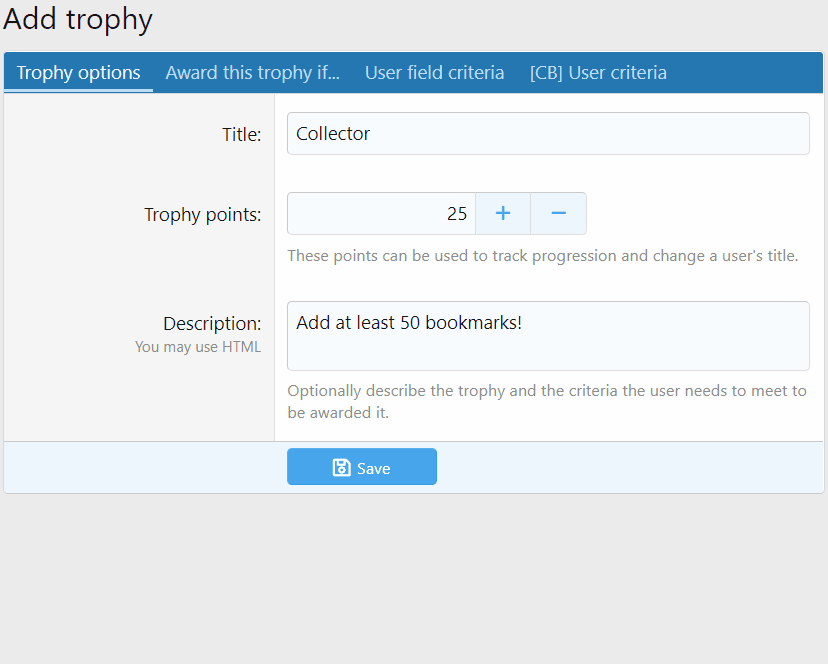 Add trophy
Trophy options Award this trophy if... User field criteria [CB] User criteria
Title: Collector
Trophy points: 25 + −
These points can be used to track progression and change a user's title.
Description: Add at least 50 bookmarks!
You may use HTML
Optionally describe the trophy and the criteria the user needs to meet to
be awarded it.
Save